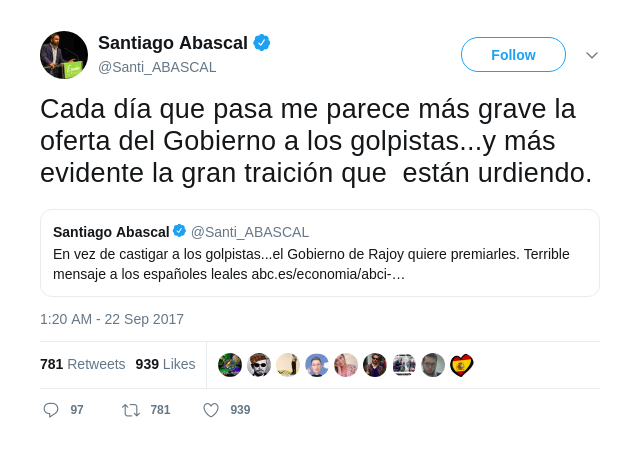 Santiago Abascal
@Santi_ABASCAL
Follow
Cada día que pasa me parece más grave la
oferta del Gobierno a los golpistas...y más
evidente la gran traición que  están urdiendo.
Santiago Abascal @Santi_ABASCAL
En vez de castigar a los golpistas...el Gobierno de Rajoy quiere premiarles. Terrible
mensaje a los españoles leales abc.es/economia/abci-…
1:20 AM - 22 Sep 2017
781 Retweets 939 Likes
97 781 939